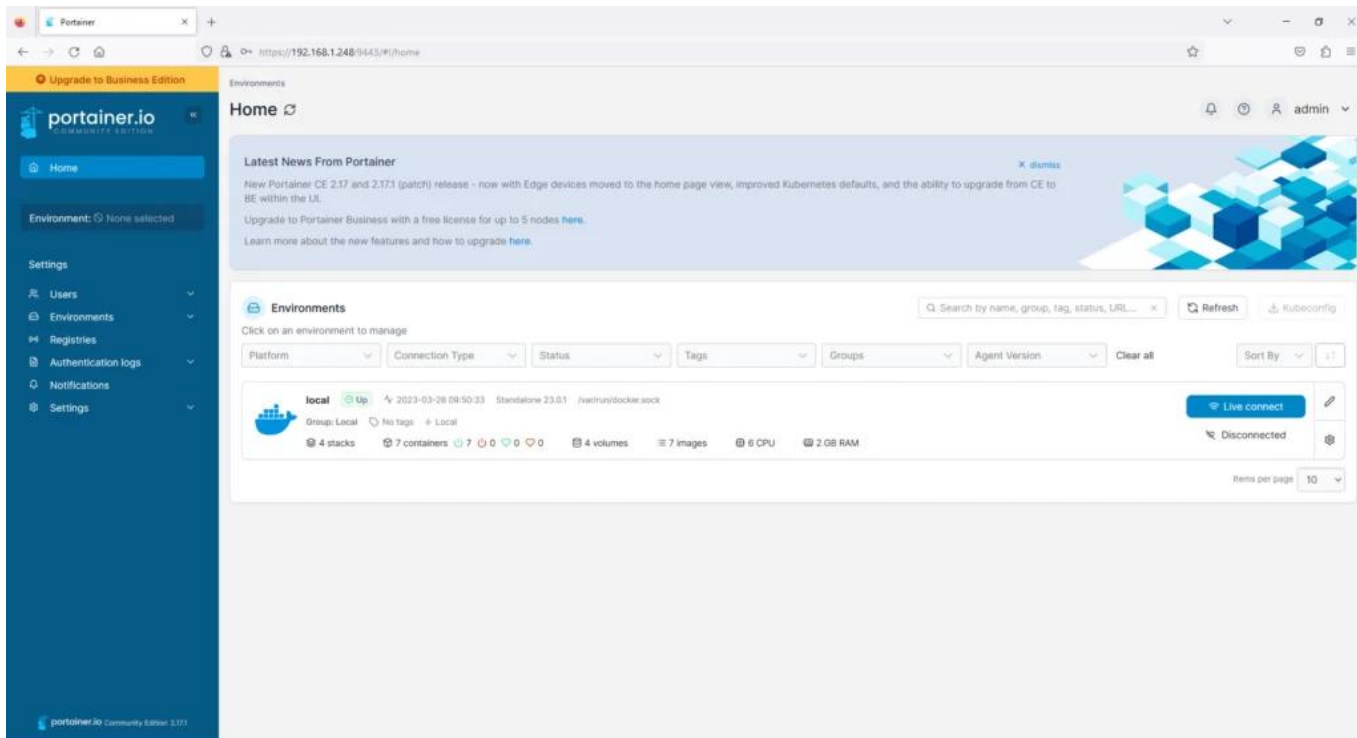 Portainer
https://192.168.1.248:9443/#!/home
Upgrade to Business Edition
portainer.io
COMMUNITY EDITION
Home
Environment: None selected
Settings
Users
Environments
Registries
Authentication logs
Notifications
Settings
portainer.io Community Edition 2.17.1
Environments
Home
admin
Latest News From Portainer
dismiss
New Portainer CE 2.17 and 2.17.1 (patch) release - now with Edge devices moved to the home page view, improved Kubernetes defaults, and the ability to upgrade from CE to
BE within the UI.
Upgrade to Portainer Business with a free license for up to 5 nodes here.
Learn more about the new features and how to upgrade here.
Environments
Search by name, group, tag, status, URL... Refresh Kubeconfig
Click on an environment to manage
Platform Connection Type Status Tags Groups Agent Version Clear all Sort By
local Up 2023-03-28 09:50:33 Standalone 23.0.1 /var/run/docker.sock
Group: Local No tags Local
4 stacks 7 containers 7 0 0 0 4 volumes 7 images 6 CPU 2 GB RAM
Live connect
Disconnected
Items per page 10